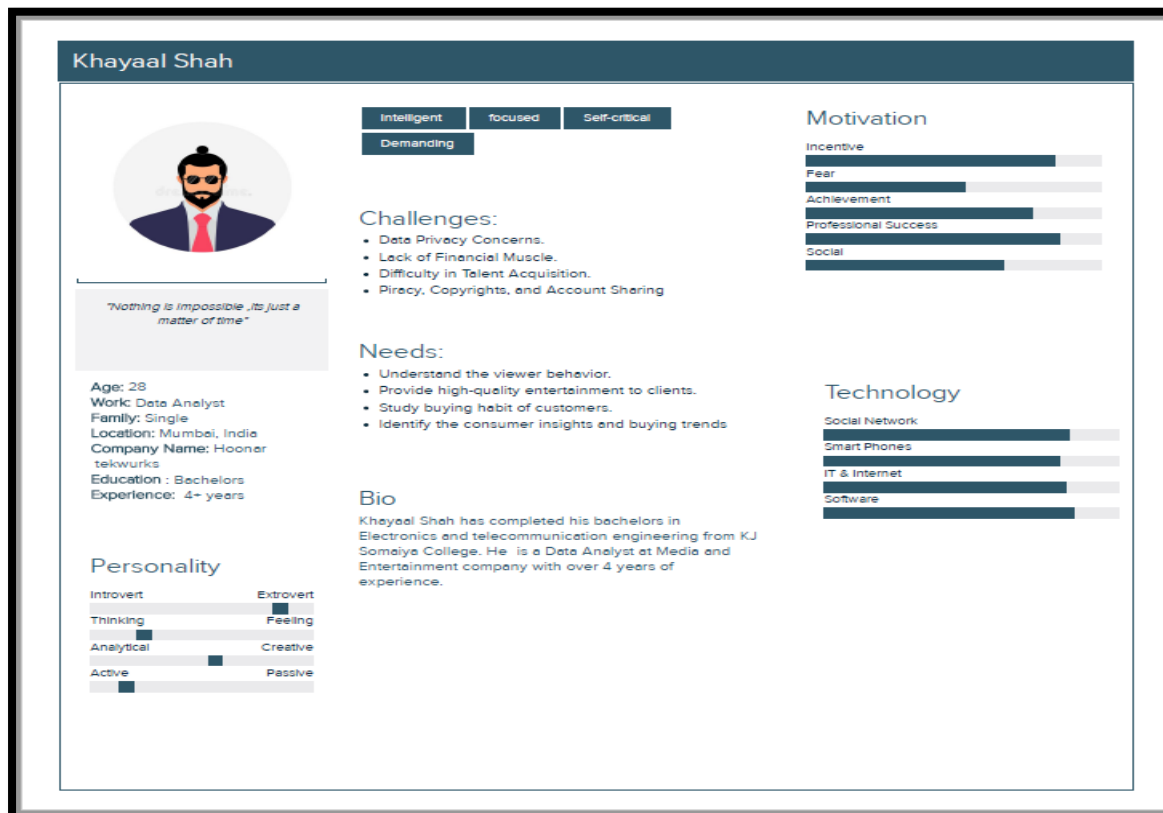 Khayaal Shah
"Nothing is impossible ,its just a
matter of time"
Age: 28
Work: Data Analyst
Family: Single
Location: Mumbai, India
Company Name: Hoonar
tekwurks
Education : Bachelors
Experience: 4+ years
Personality
Introvert Extrovert
Thinking Feeling
Analytical Creative
Active Passive
Intelligent focused Self-critical
Demanding
Challenges:
• Data Privacy Concerns.
• Lack of Financial Muscle.
• Difficulty in Talent Acquisition.
• Piracy, Copyrights, and Account Sharing
Needs:
• Understand the viewer behavior.
• Provide high-quality entertainment to clients.
• Study buying habit of customers.
• Identify the consumer insights and buying trends
Bio
Khayaal Shah has completed his bachelors in
Electronics and telecommunication engineering from KJ
Somaiya College. He is a Data Analyst at Media and
Entertainment company with over 4 years of
experience.
Motivation
Incentive
Fear
Achievement
Professional Success
Social
Technology
Social Network
Smart Phones
IT & Internet
Software